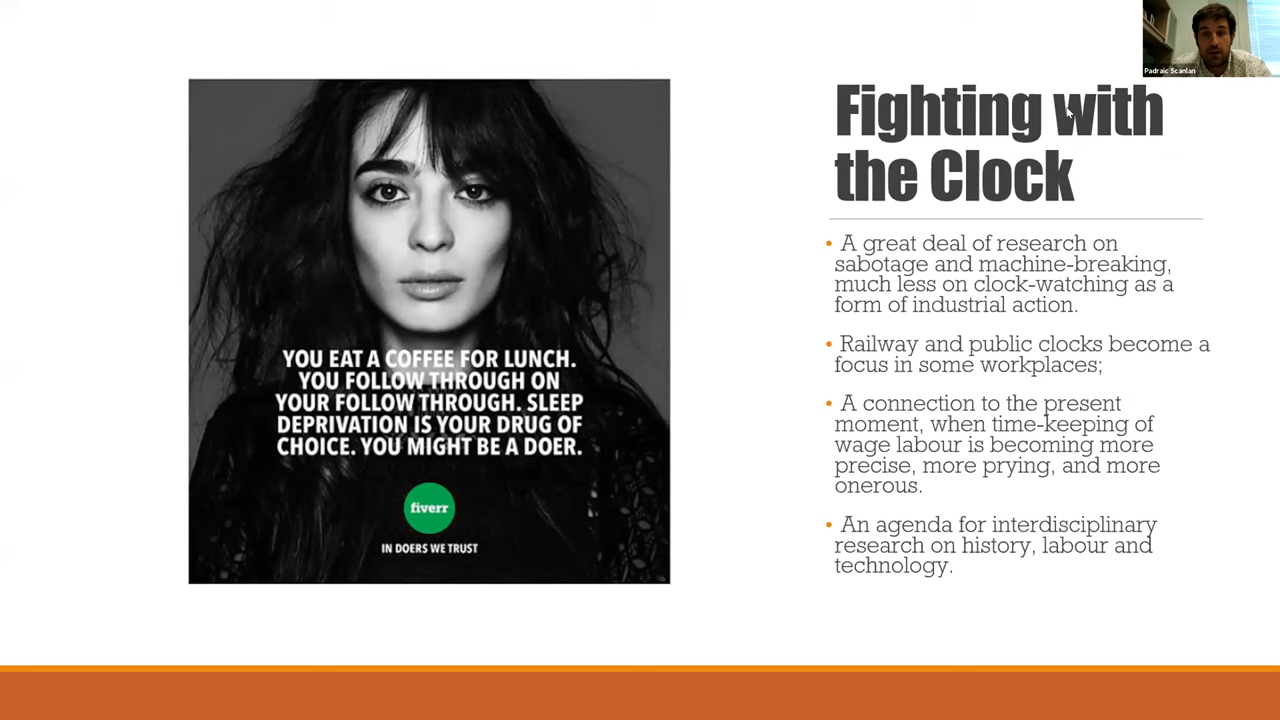 Padraic Scanlan
Fighting with
the Clock
YOU EAT A COFFEE FOR LUNCH.
YOU FOLLOW THROUGH ON
YOUR FOLLOW THROUGH. SLEEP
DEPRIVATION IS YOUR DRUG OF
CHOICE. YOU MIGHT BE A DOER.
fiverr
IN DOERS WE TRUST
• A great deal of research on
sabotage and machine-breaking,
much less on clock-watching as a
form of industrial action.
• Railway and public clocks become a
focus in some workplaces;
• A connection to the present
moment, when time-keeping of
wage labour is becoming more
precise, more prying, and more
onerous.
• An agenda for interdisciplinary
research on history, labour and
technology.